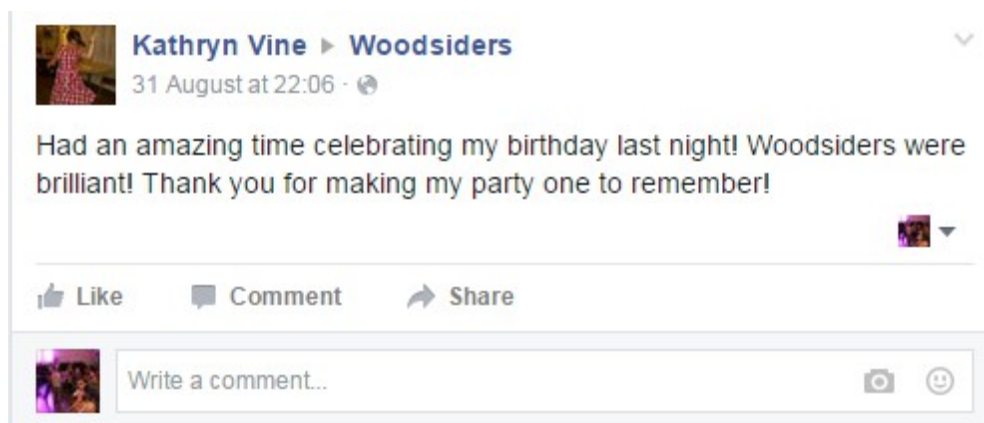 Kathryn Vine ▸ Woodsiders
31 August at 22:06 ·
Had an amazing time celebrating my birthday last night! Woodsiders were
brilliant! Thank you for making my party one to remember!
Like Comment Share
Write a comment...